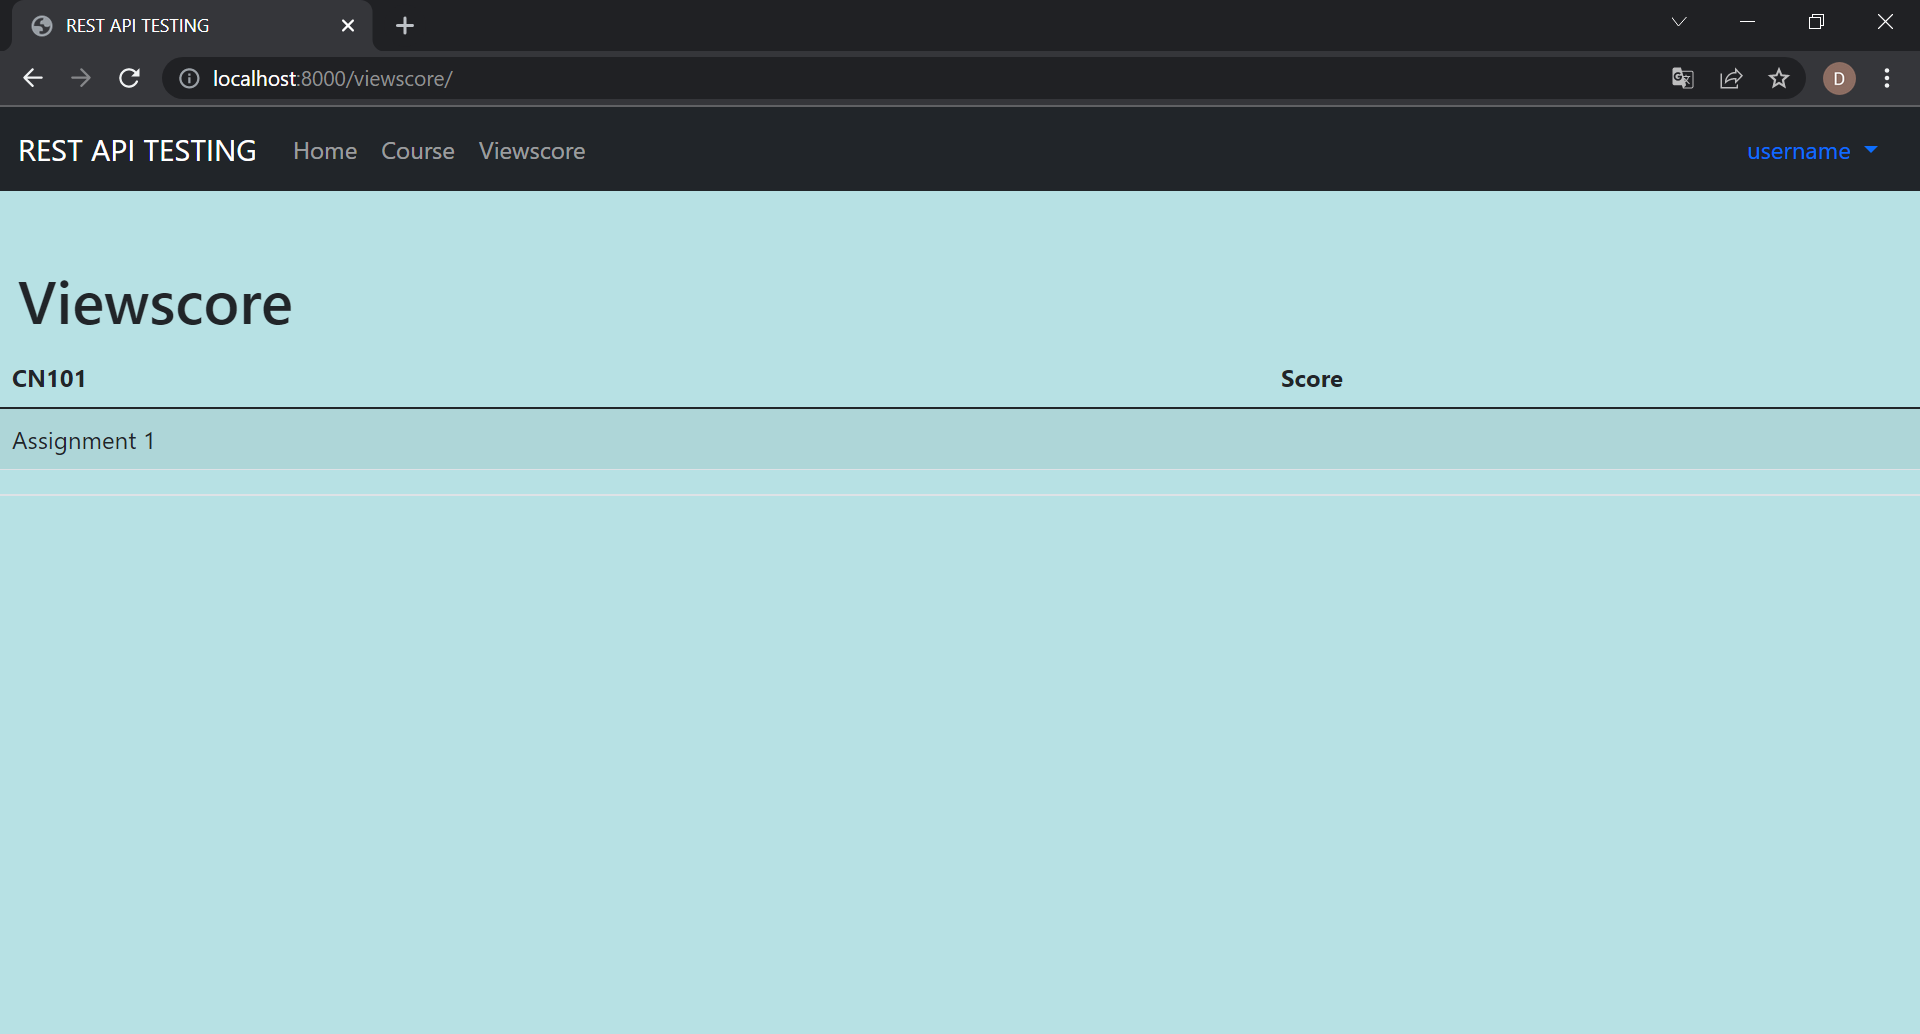 REST API TESTING
localhost:8000/viewscore/
D
REST API TESTING Home Course Viewscore username
Viewscore
CN101 Score
Assignment 1